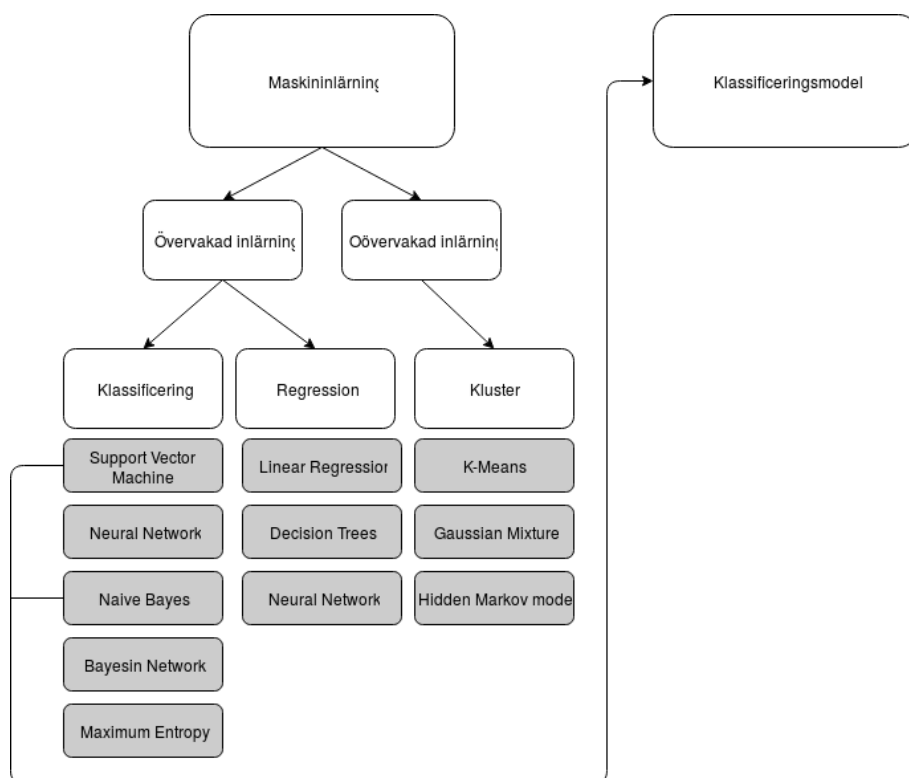 Maskininlärning
Klassificeringsmodel
Övervakad inlärning
Oövervakad inlärning
Klassificering
Regression
Kluster
Support Vector
Machine
Linear Regression
K-Means
Neural Network
Decision Trees
Gaussian Mixture
Naive Bayes
Neural Network
Hidden Markov mode
Bayesin Network
Maximum Entropy